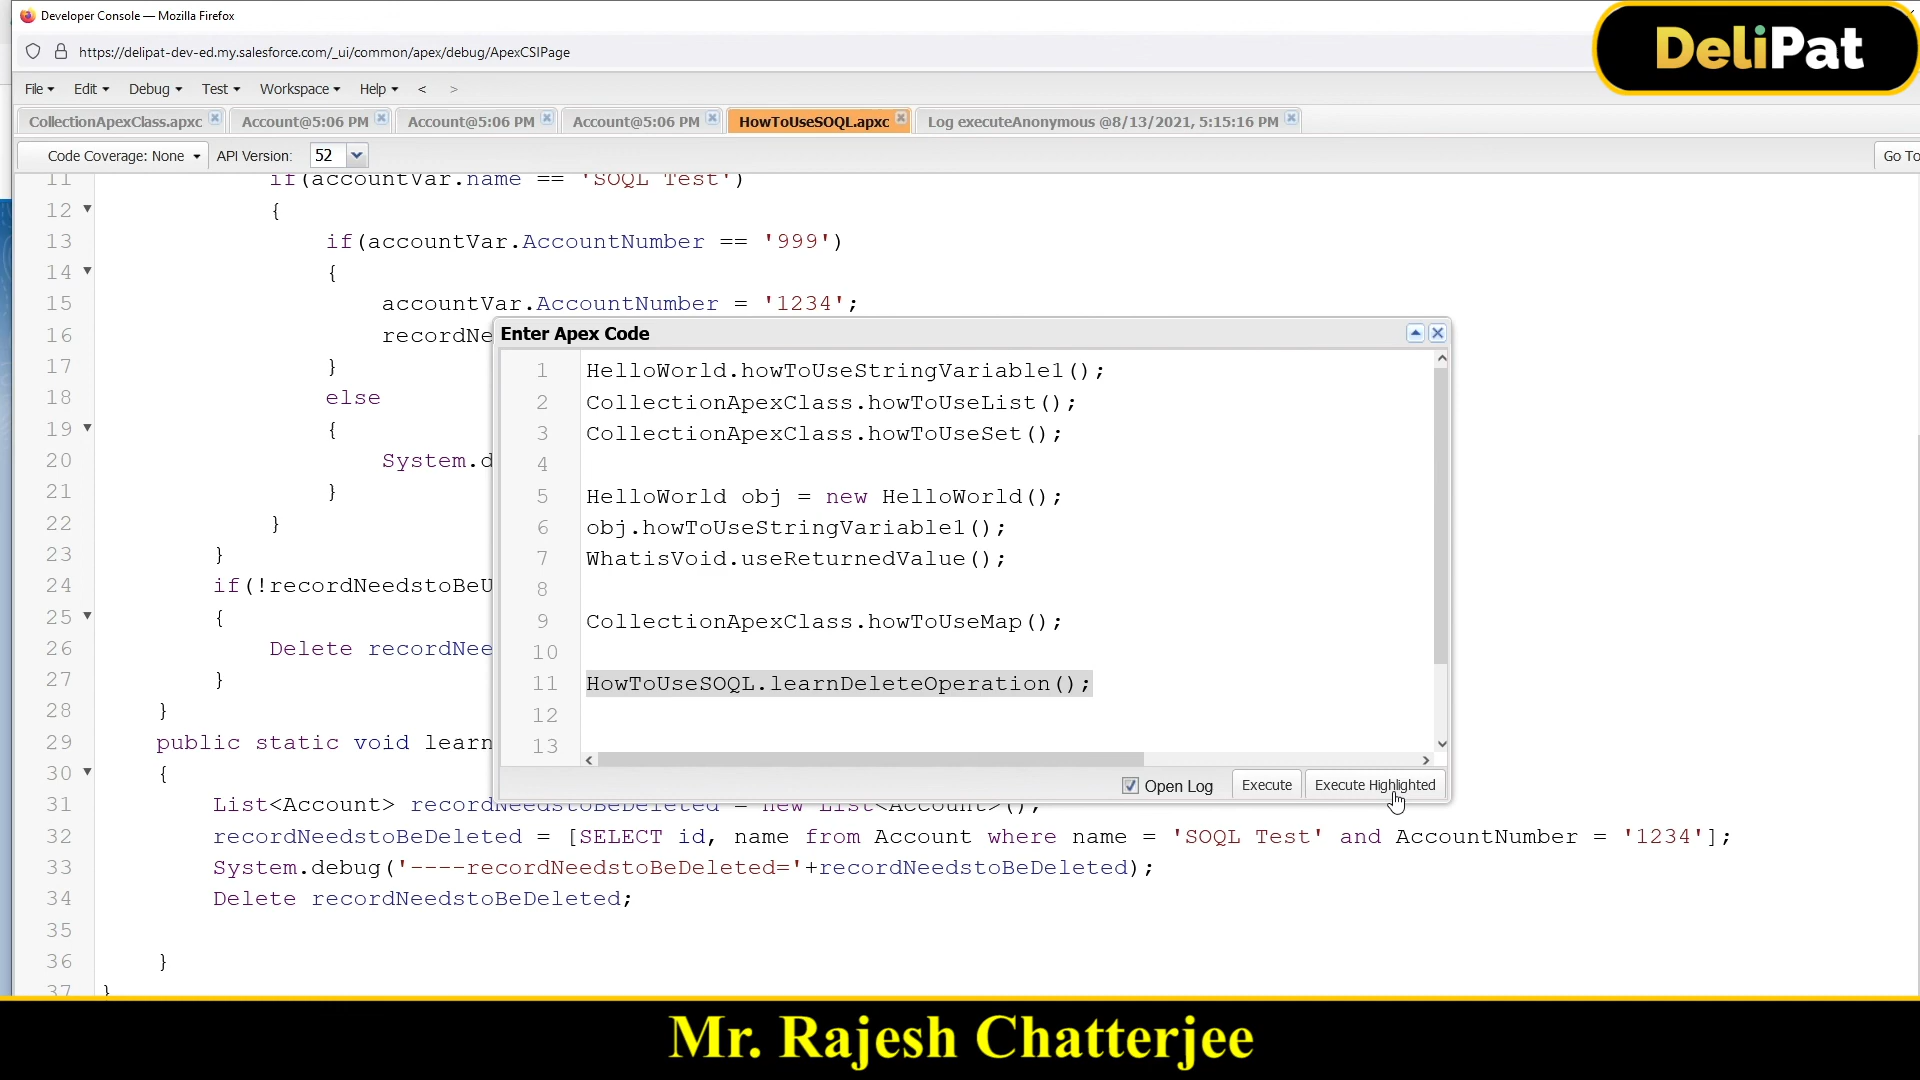 Developer Console — Mozilla Firefox
https://delipat-dev-ed.my.salesforce.com/_ui/common/apex/debug/ApexCSIPage
DeliPat
File Edit Debug Test Workspace Help < >
CollectionApexClass.apxc Account@5:06 PM Account@5:06 PM Account@5:06 PM HowToUseSOQL.apxc Log executeAnonymous @8/13/2021, 5:15:16 PM
Code Coverage: None API Version: 52 Go To
11 if(accountVar.name == 'SOQL Test')
12 {
13 if(accountVar.AccountNumber == '999')
14 {
15 accountVar.AccountNumber = '1234';
16 recordNe
17 }
18 else
19 {
20 System.d
21 }
22 }
23 }
24 if(!recordNeedstoBeU
25 {
26 Delete recordNee
27 }
28 }
29 public static void learn
30 {
31 List<Account> recordNeedstoBeDeleted = new List<Account>();
32 recordNeedstoBeDeleted = [SELECT id, name from Account where name = 'SOQL Test' and AccountNumber = '1234'];
33 System.debug('----recordNeedstoBeDeleted='+recordNeedstoBeDeleted);
34 Delete recordNeedstoBeDeleted;
35
36 }
37 }
Enter Apex Code
1 HelloWorld.howToUseStringVariable1();
2 CollectionApexClass.howToUseList();
3 CollectionApexClass.howToUseSet();
4
5 HelloWorld obj = new HelloWorld();
6 obj.howToUseStringVariable1();
7 WhatisVoid.useReturnedValue();
8
9 CollectionApexClass.howToUseMap();
10
11 HowToUseSOQL.learnDeleteOperation();
12
13
Open Log Execute Execute Highlighted
Mr. Rajesh Chatterjee